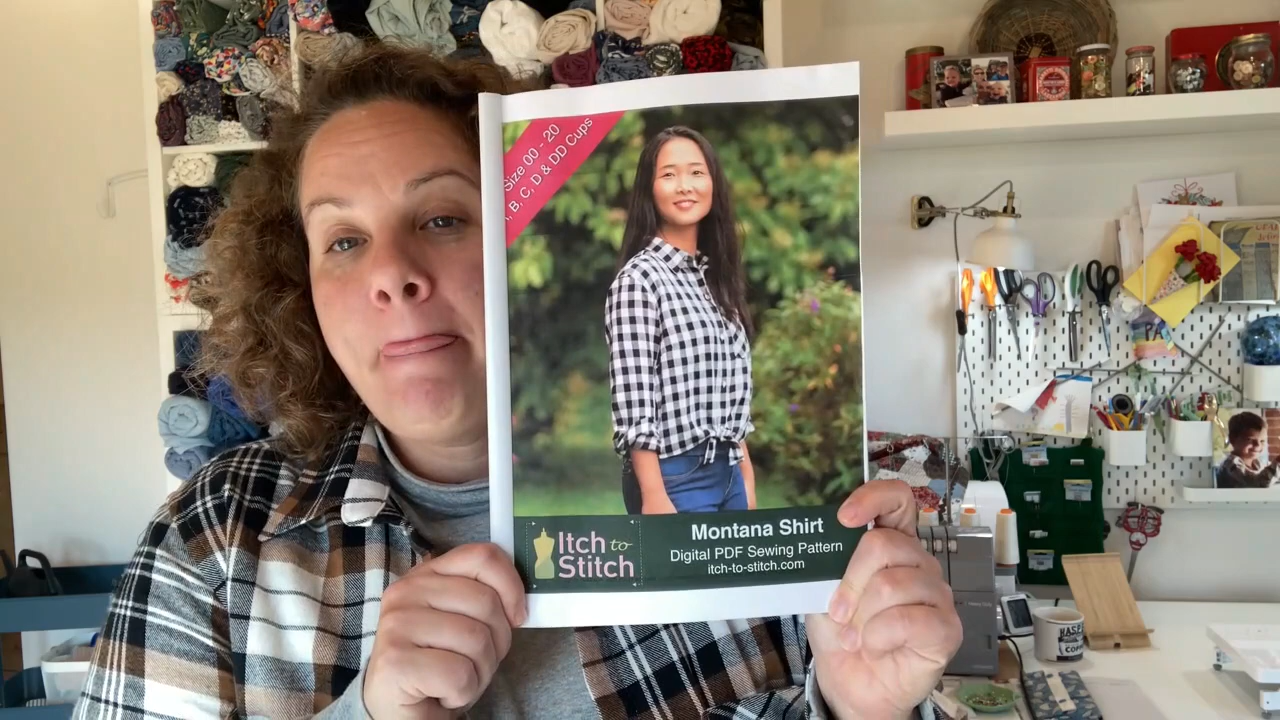 Size 00 - 20
B, C, D & DD Cups
Itch to
Stitch
Montana Shirt
Digital PDF Sewing Pattern
itch-to-stitch.com